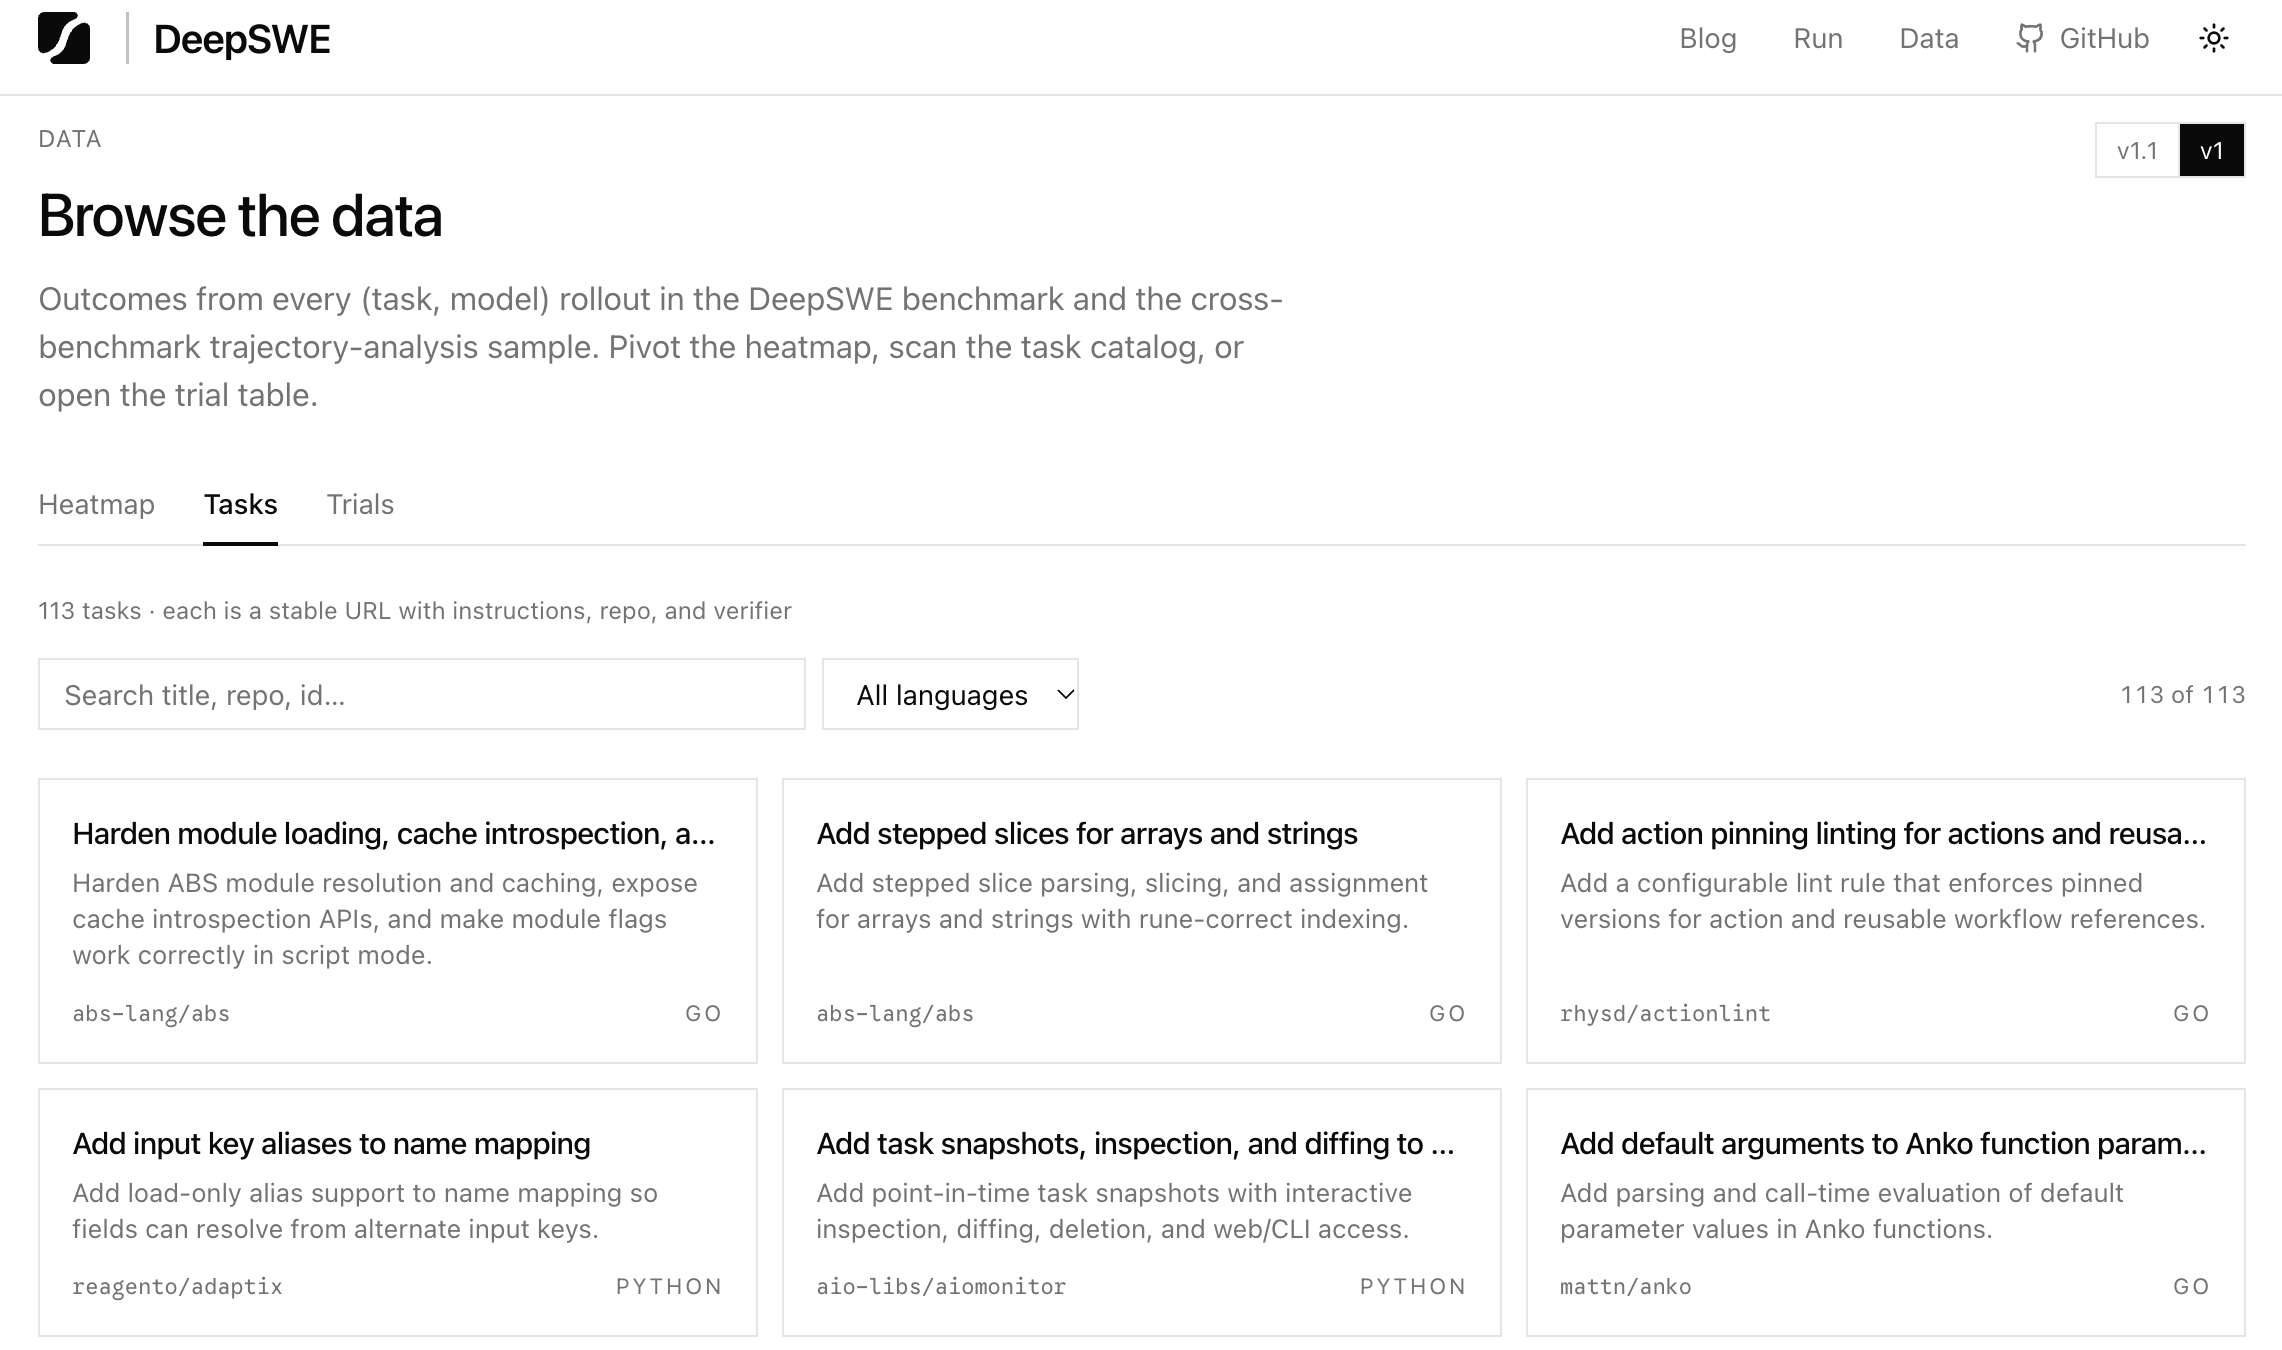 DeepSWE
Blog
Run
Data
GitHub
DATA
v1.1
v1
Browse the data
Outcomes from every (task, model) rollout in the DeepSWE benchmark and the cross-
benchmark trajectory-analysis sample. Pivot the heatmap, scan the task catalog, or
open the trial table.
Heatmap
Tasks
Trials
113 tasks · each is a stable URL with instructions, repo, and verifier
Search title, repo, id...
All languages
113 of 113
Harden module loading, cache introspection, a...
Harden ABS module resolution and caching, expose
cache introspection APIs, and make module flags
work correctly in script mode.
abs-lang/abs
GO
Add stepped slices for arrays and strings
Add stepped slice parsing, slicing, and assignment
for arrays and strings with rune-correct indexing.
abs-lang/abs
GO
Add action pinning linting for actions and reusa...
Add a configurable lint rule that enforces pinned
versions for action and reusable workflow references.
rhysd/actionlint
GO
Add input key aliases to name mapping
Add load-only alias support to name mapping so
fields can resolve from alternate input keys.
reagento/adaptix
PYTHON
Add task snapshots, inspection, and diffing to ...
Add point-in-time task snapshots with interactive
inspection, diffing, deletion, and web/CLI access.
aio-libs/aiomonitor
PYTHON
Add default arguments to Anko function param...
Add parsing and call-time evaluation of default
parameter values in Anko functions.
mattn/anko
GO